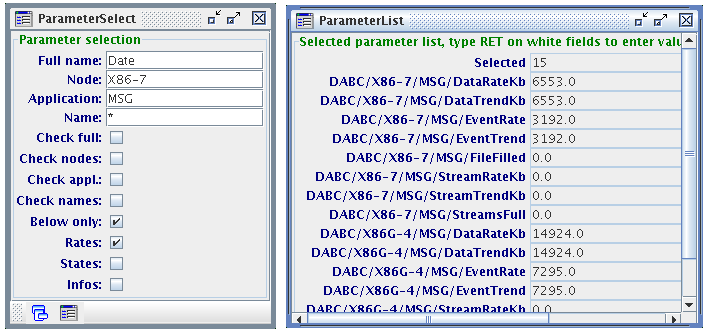 ParameterSelect
Parameter selection
Full name: Date
Node: X86-7
Application: MSG
Name: *
Check full:
Check nodes:
Check appl.:
Check names:
Below only:
Rates:
States:
Infos:
ParameterList
Selected parameter list, type RET on white fields to enter valu
Selected 15
DABC/X86-7/MSG/DataRateKb 6553.0
DABC/X86-7/MSG/DataTrendKb 6553.0
DABC/X86-7/MSG/EventRate 3192.0
DABC/X86-7/MSG/EventTrend 3192.0
DABC/X86-7/MSG/FileFilled 0.0
DABC/X86-7/MSG/StreamRateKb 0.0
DABC/X86-7/MSG/StreamTrendKb 0.0
DABC/X86-7/MSG/StreamsFull 0.0
DABC/X86G-4/MSG/DataRateKb 14924.0
DABC/X86G-4/MSG/DataTrendKb 14924.0
DABC/X86G-4/MSG/EventRate 7295.0
DABC/X86G-4/MSG/EventTrend 7295.0
DABC/X86G-4/MSG/StreamRateKb 0.0